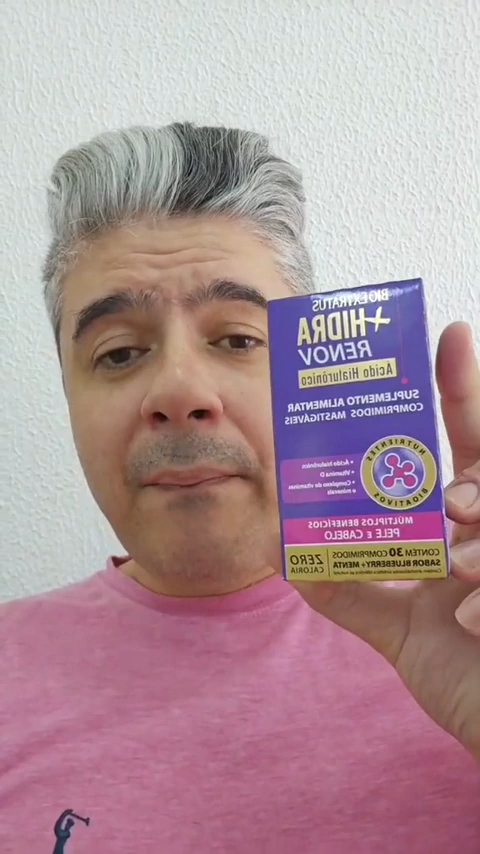 BIO EXTRATUS
+HIDRA
RENOV
Ácido Hialurônico
SUPLEMENTO ALIMENTAR
COMPRIMIDOS MASTIGÁVEIS
NUTRIENTES
BIOATIVOS
• Ácido hialurônico
• Vitamina D
• Complexo de vitaminas
e minerais
MÚLTIPLOS BENEFÍCIOS
PELE E CABELO
CONTÉM 30 COMPRIMIDOS
SABOR BLUEBERRY + MENTA
ZERO
CALORIA